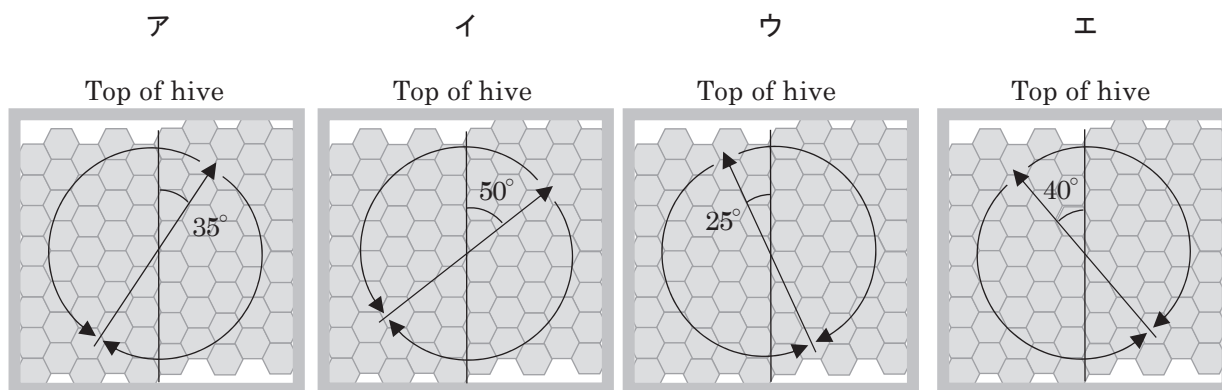 ア イ ウ エ
Top of hive Top of hive Top of hive Top of hive
35° 50° 25° 40°